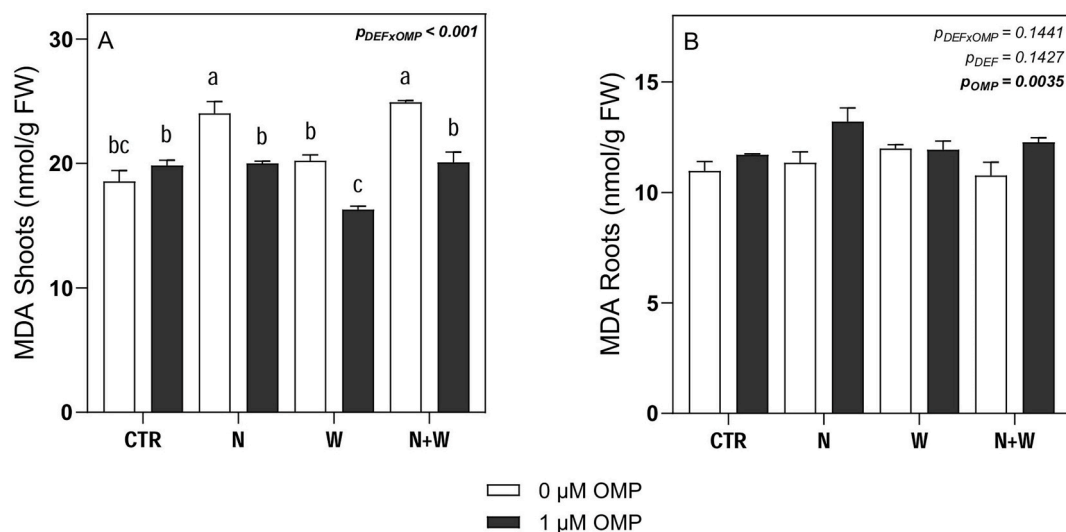 A
p_DEFxOMP < 0.001
MDA Shoots (nmol/g FW)
30
20
10
0
bc
b
a
b
b
c
a
b
CTR N W N+W
B
p_DEFxOMP = 0.1441
p_DEF = 0.1427
p_OMP = 0.0035
MDA Roots (nmol/g FW)
15
10
5
0
CTR N W N+W
0 µM OMP
1 µM OMP